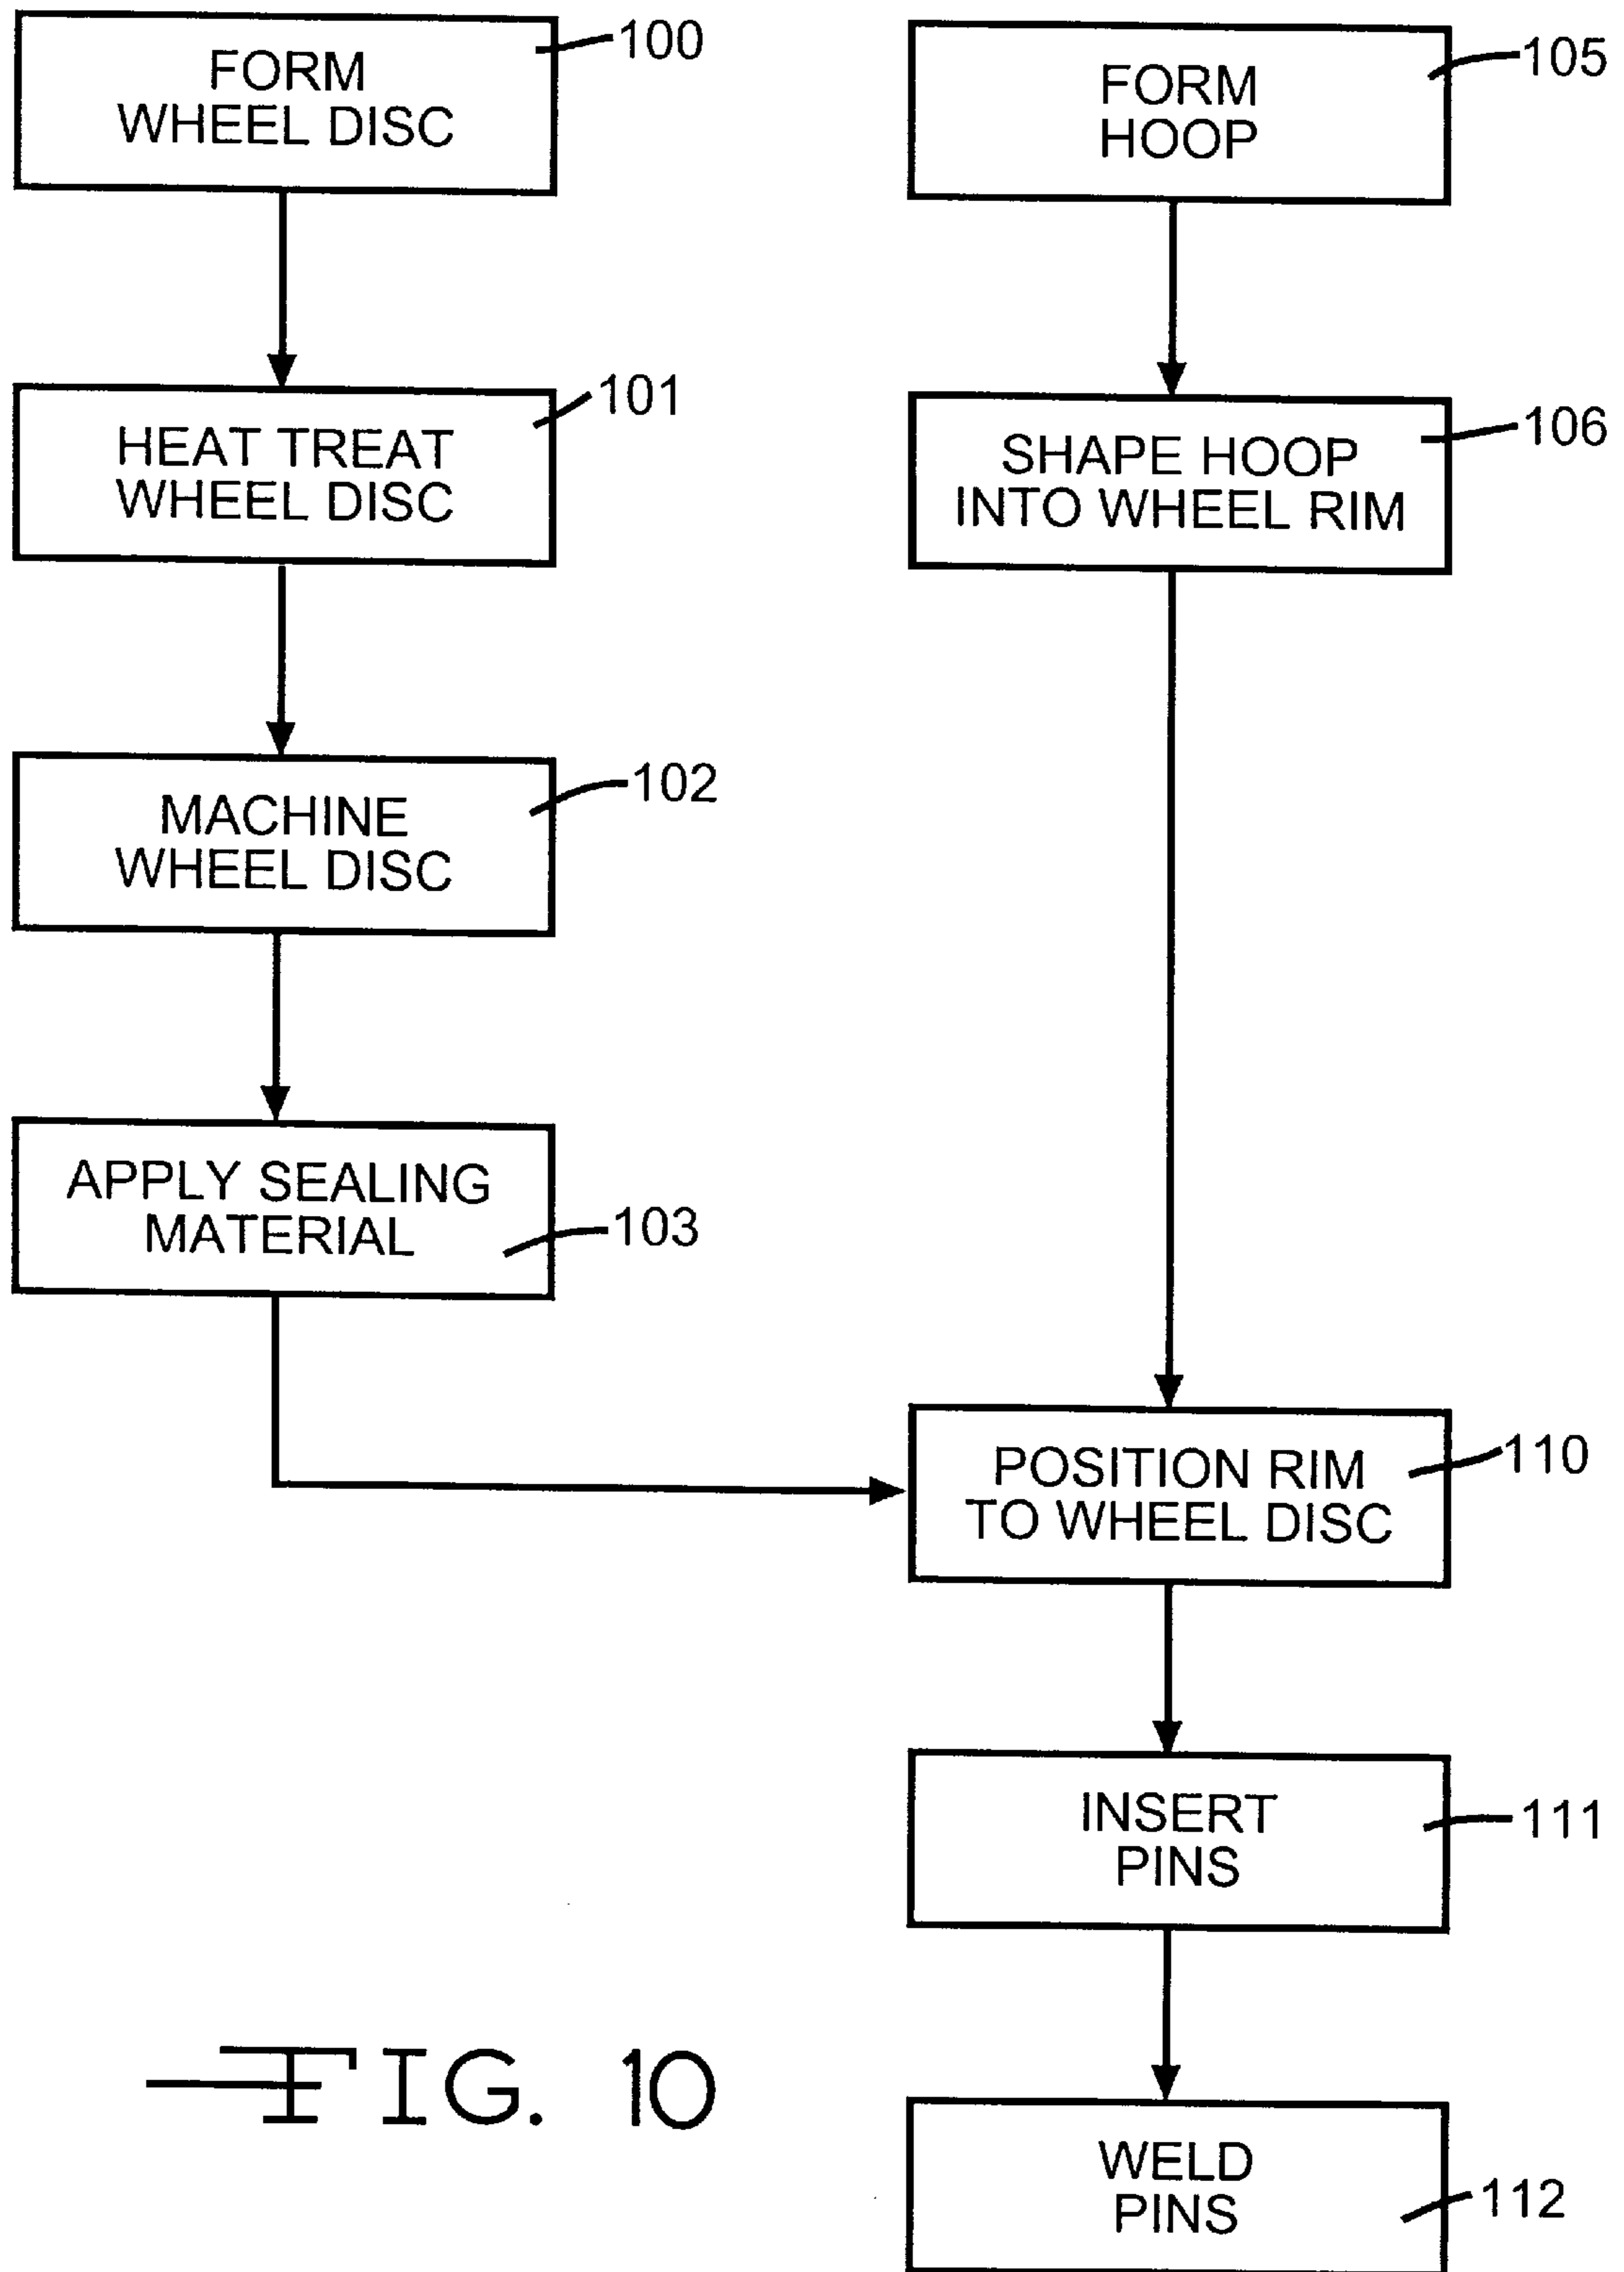 FORM
WHEEL DISC
100
HEAT TREAT
WHEEL DISC
101
MACHINE
WHEEL DISC
102
APPLY SEALING
MATERIAL
103
FORM
HOOP
105
SHAPE HOOP
INTO WHEEL RIM
106
POSITION RIM
TO WHEEL DISC
110
INSERT
PINS
111
WELD
PINS
112
FIG. 10